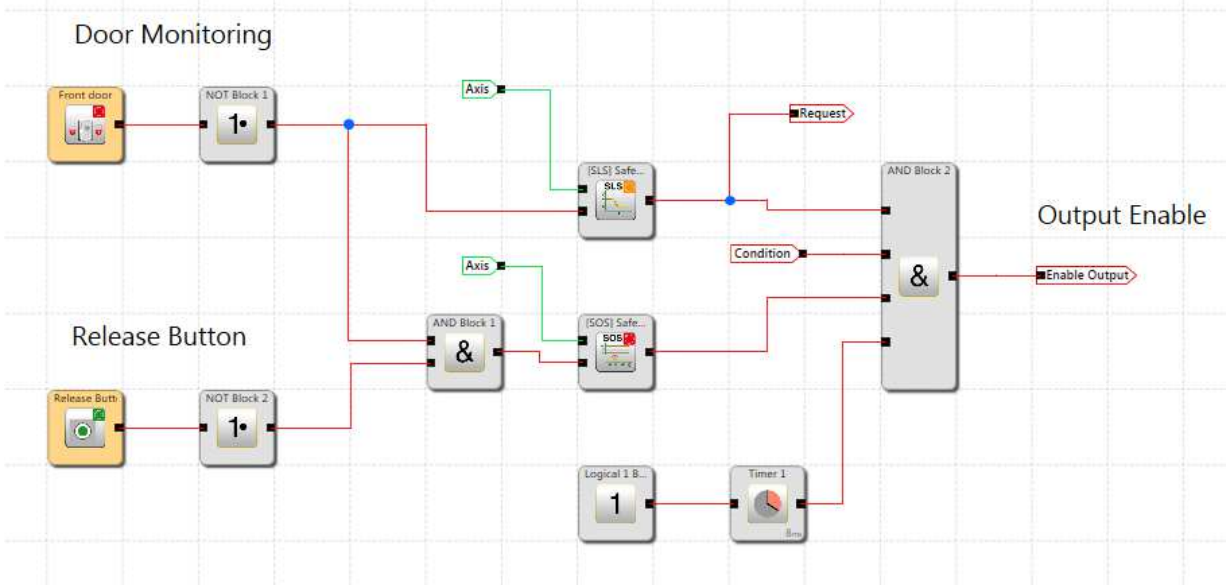 Door Monitoring
Front door
NOT Block 1
1•
Axis
Request
[SLS] Safe...
SLS
AND Block 2
&
Output Enable
Condition
Enable Output
Axis
Release Button
AND Block 1
&
[SOS] Safe...
SOS
Release Butt
NOT Block 2
1•
Logical 1 B...
1
Timer 1
8ms